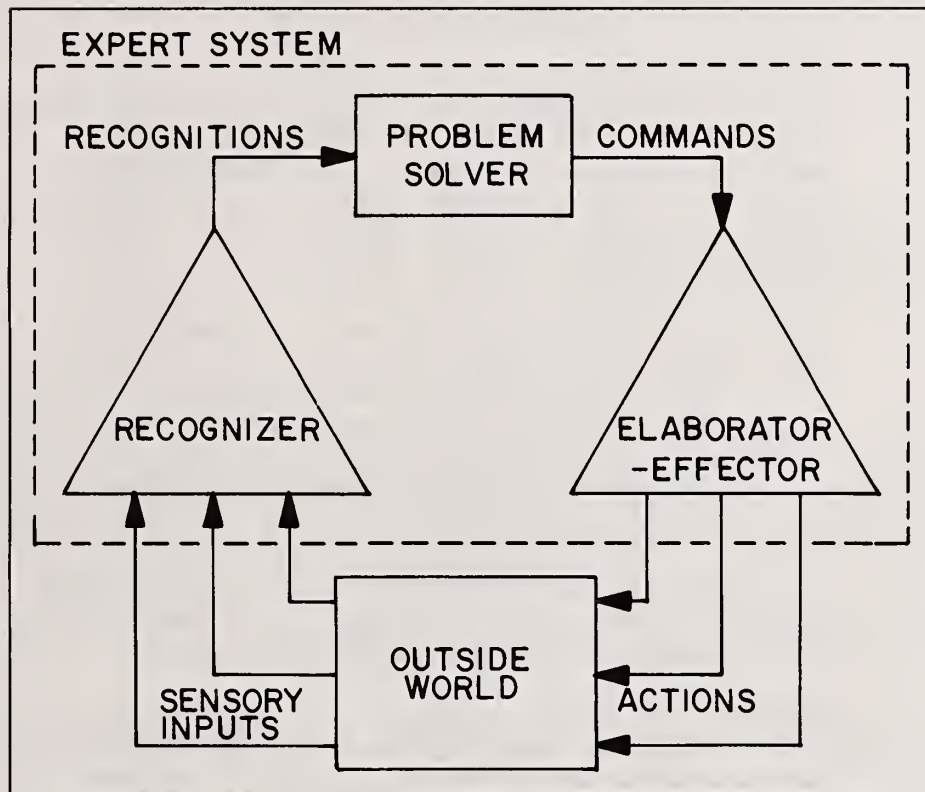 EXPERT SYSTEM
RECOGNITIONS
PROBLEM
SOLVER
COMMANDS
RECOGNIZER
ELABORATOR
-EFFECTOR
OUTSIDE
WORLD
SENSORY
INPUTS
ACTIONS